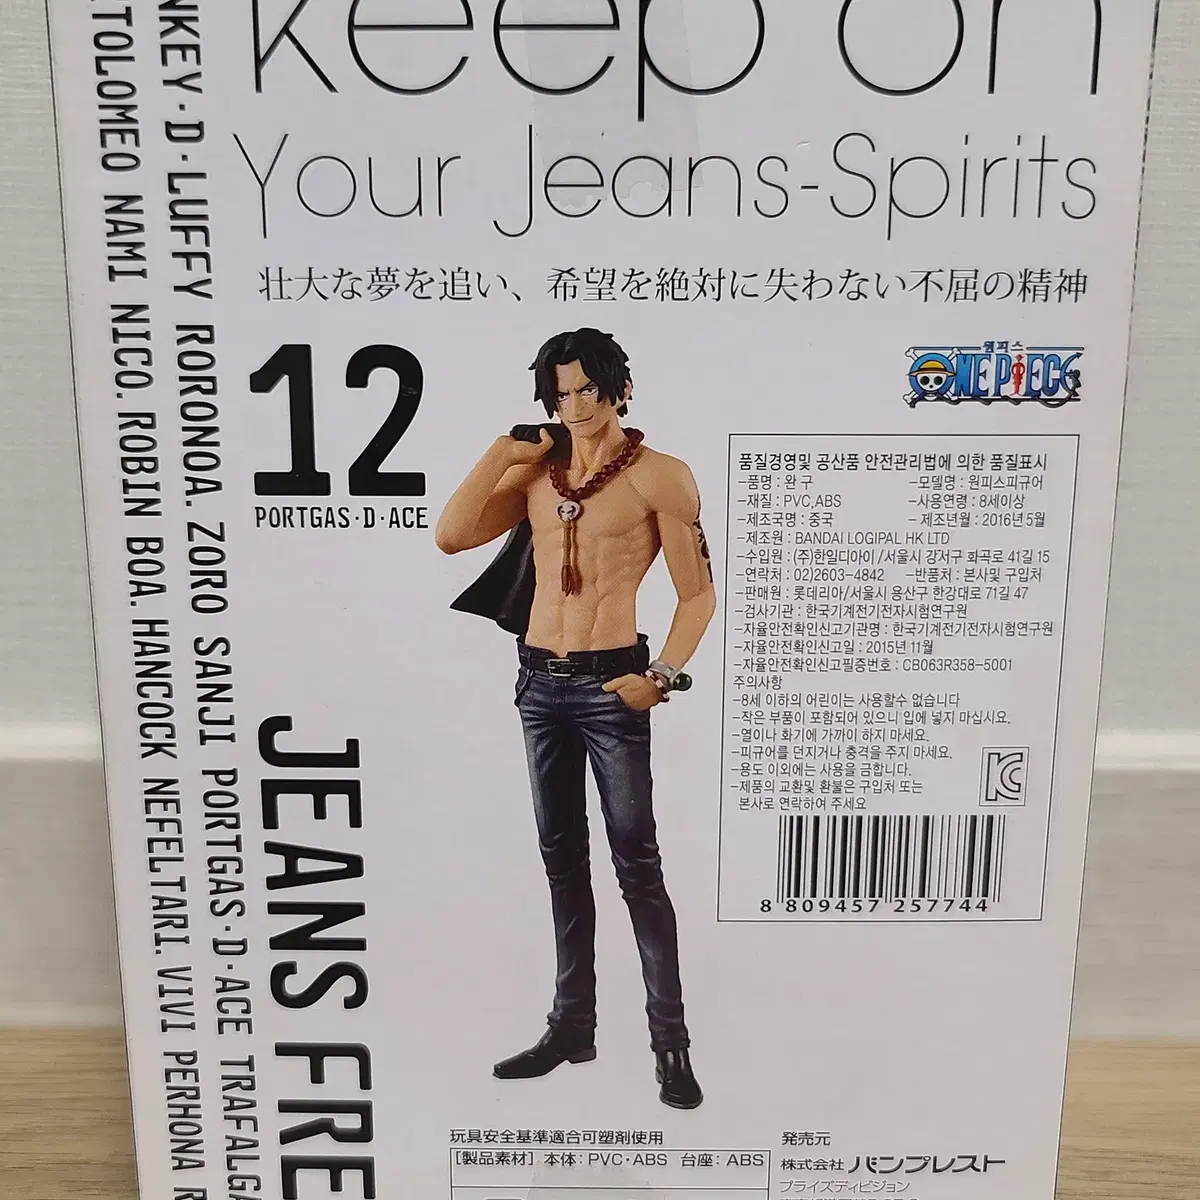 keep on
Your Jeans-Spirits
壮大な夢を追い、希望を絶対に失わない不屈の精神
12
PORTGAS·D·ACE
원피스
ONE PIECE
품질경영및 공산품 안전관리법에 의한 품질표시
-품명 : 완 구 -모델명 : 원피스피규어
-재질 : PVC,ABS -사용연령 : 8세이상
-제조국명 : 중국 - 제조년월 : 2016년 5월
-제조원 : BANDAI LOGIPAL HK LTD
-수입원 : (주)한일디아이 /서울시 강서구 화곡로 41길 15
-연락처 : 02)2603-4842 -반품처 : 본사및 구입처
-판매원 : 롯데리아/서울시 용산구 한강대로 71길 47
-검사기관 : 한국기계전기전자시험연구원
-자율안전확인신고기관명 : 한국기계전기전자시험연구원
-자율안전확인신고일 : 2015년 11월
-자율안전확인신고필증번호 : CB063R358-5001
주의사항
-8세 이하의 어린이는 사용할수 없습니다
-작은 부품이 포함되어 있으니 입에 넣지 마십시요.
-열이나 화기에 가까이 하지 마세요.
-피규어를 던지거나 충격을 주지 마세요.
-용도 이외에는 사용을 금합니다.
-제품의 교환및 환불은 구입처 또는
본사로 연락하여 주세요
8 809457 257744
NKEY·D·LUFFY RORONOA. ZORO SANJI PORTGAS·D·ACE TRAFALGA
TOLOMEO NAMI NICO. ROBIN BOA. HANCOCK NEFELTARI. VIVI PERHONA R
JEANS FRE
玩具安全基準適合可塑剤使用
[製品素材] 本体:PVC・ABS 台座:ABS
発売元
株式会社 バンプレスト
プライズディビジョン